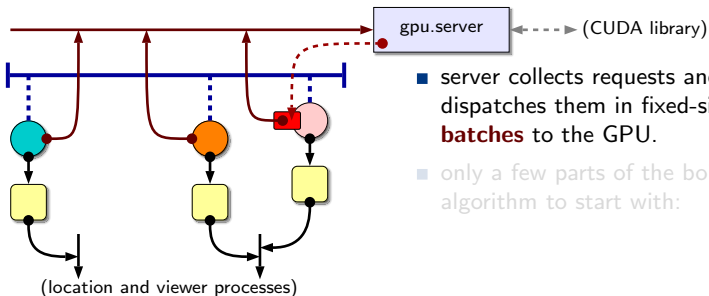 gpu.server
(CUDA library)
server collects requests and
dispatches them in fixed-si
batches to the GPU.
only a few parts of the bo
algorithm to start with:
(location and viewer processes)